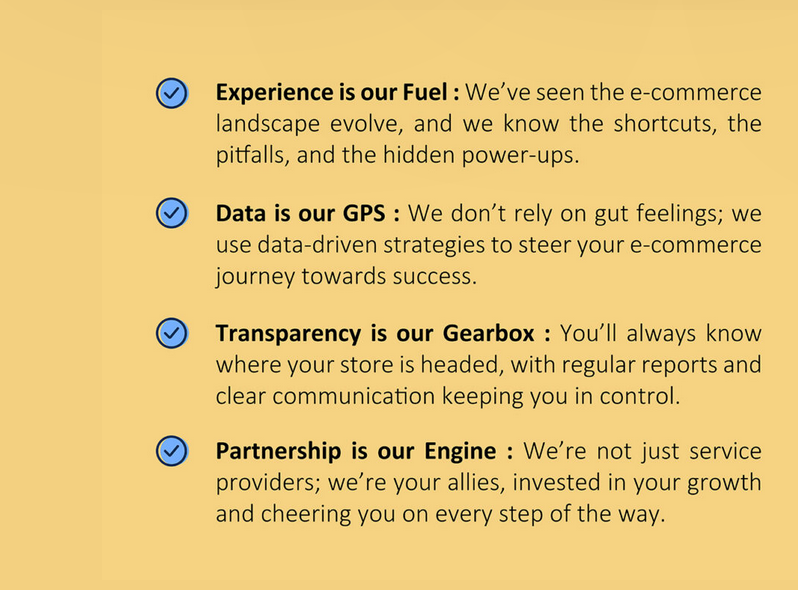 Experience is our Fuel : We’ve seen the e-commerce
landscape evolve, and we know the shortcuts, the
pitfalls, and the hidden power-ups.
Data is our GPS : We don’t rely on gut feelings; we
use data-driven strategies to steer your e-commerce
journey towards success.
Transparency is our Gearbox : You’ll always know
where your store is headed, with regular reports and
clear communication keeping you in control.
Partnership is our Engine : We’re not just service
providers; we’re your allies, invested in your growth
and cheering you on every step of the way.